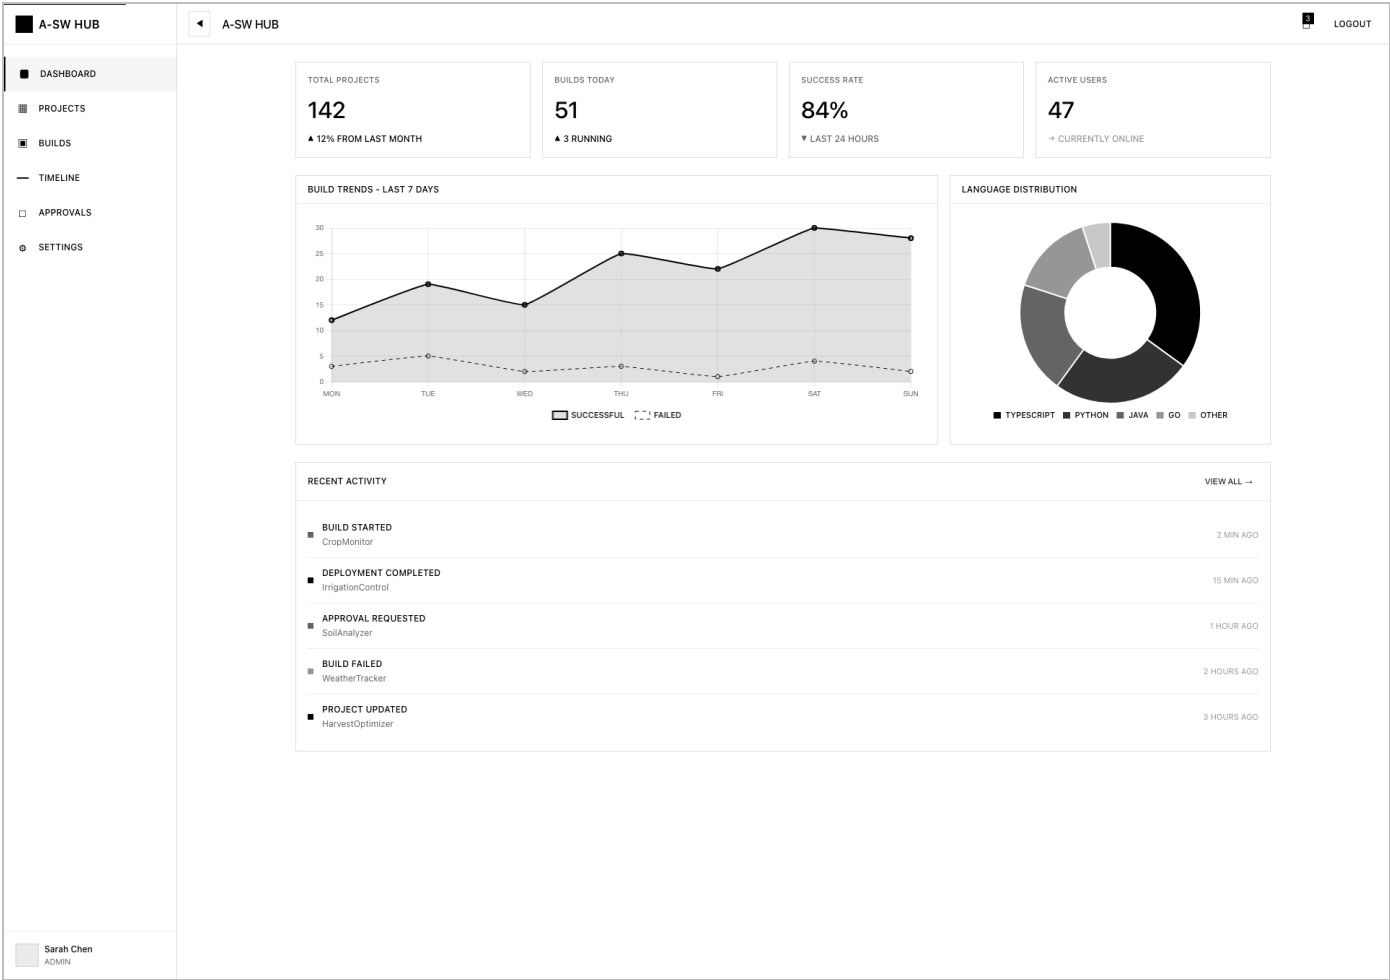 A-SW HUB
DASHBOARD
PROJECTS
BUILDS
TIMELINE
APPROVALS
SETTINGS
Sarah Chen
ADMIN
A-SW HUB
3
LOGOUT
TOTAL PROJECTS
142
▲ 12% FROM LAST MONTH
BUILDS TODAY
51
▲ 3 RUNNING
SUCCESS RATE
84%
▼ LAST 24 HOURS
ACTIVE USERS
47
→ CURRENTLY ONLINE
BUILD TRENDS - LAST 7 DAYS
30
25
20
15
10
5
0
MON TUE WED THU FRI SAT SUN
SUCCESSFUL FAILED
LANGUAGE DISTRIBUTION
TYPESCRIPT PYTHON JAVA GO OTHER
RECENT ACTIVITY VIEW ALL →
BUILD STARTED
CropMonitor
2 MIN AGO
DEPLOYMENT COMPLETED
IrrigationControl
15 MIN AGO
APPROVAL REQUESTED
SoilAnalyzer
1 HOUR AGO
BUILD FAILED
WeatherTracker
2 HOURS AGO
PROJECT UPDATED
HarvestOptimizer
3 HOURS AGO